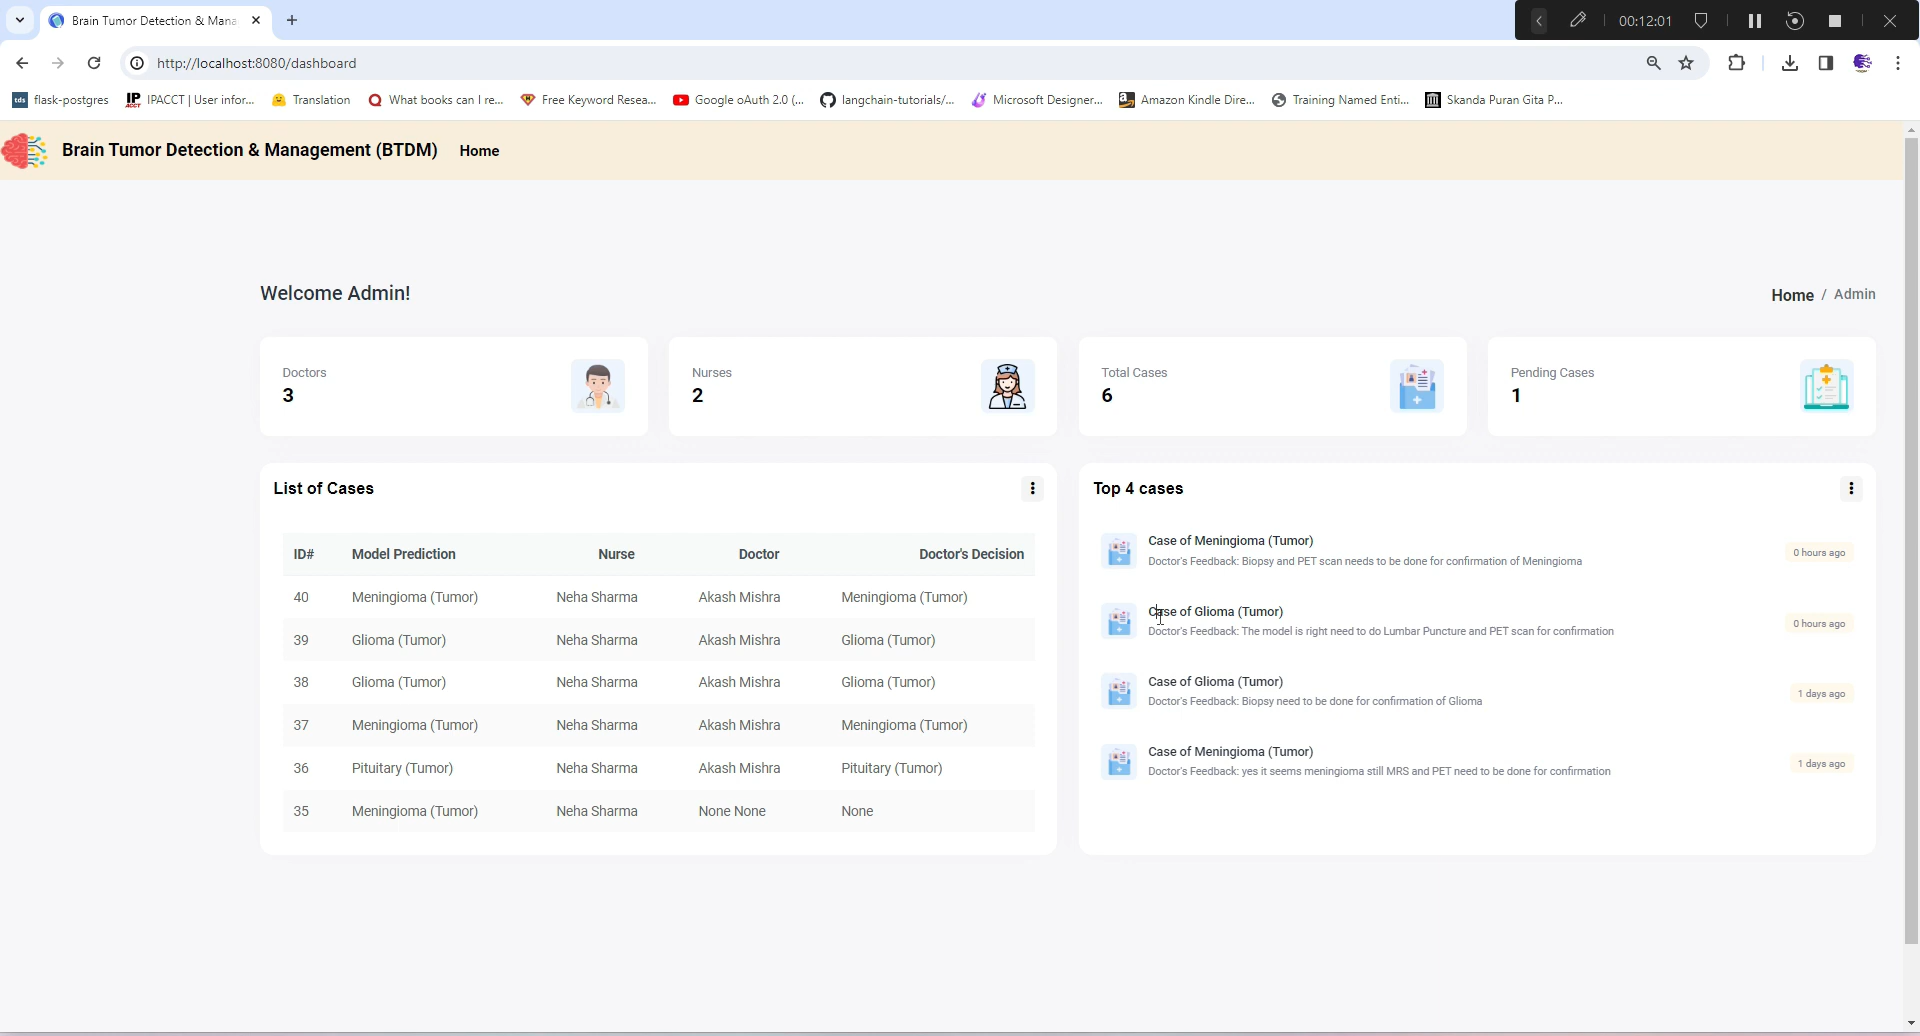 Brain Tumor Detection & Mana
00:12:01
http://localhost:8080/dashboard
tds flask-postgres IPACCT | User infor... Translation What books can I re... Free Keyword Resea... Google oAuth 2.0 (... langchain-tutorials/... Microsoft Designer... Amazon Kindle Dire... Training Named Enti... Skanda Puran Gita P...
Brain Tumor Detection & Management (BTDM) Home
Welcome Admin!
Home / Admin
Doctors
3
Nurses
2
Total Cases
6
Pending Cases
1
List of Cases
ID# Model Prediction Nurse Doctor Doctor's Decision
40 Meningioma (Tumor) Neha Sharma Akash Mishra Meningioma (Tumor)
39 Glioma (Tumor) Neha Sharma Akash Mishra Glioma (Tumor)
38 Glioma (Tumor) Neha Sharma Akash Mishra Glioma (Tumor)
37 Meningioma (Tumor) Neha Sharma Akash Mishra Meningioma (Tumor)
36 Pituitary (Tumor) Neha Sharma Akash Mishra Pituitary (Tumor)
35 Meningioma (Tumor) Neha Sharma None None None
Top 4 cases
Case of Meningioma (Tumor)
Doctor's Feedback: Biopsy and PET scan needs to be done for confirmation of Meningioma
0 hours ago
Case of Glioma (Tumor)
Doctor's Feedback: The model is right need to do Lumbar Puncture and PET scan for confirmation
0 hours ago
Case of Glioma (Tumor)
Doctor's Feedback: Biopsy need to be done for confirmation of Glioma
1 days ago
Case of Meningioma (Tumor)
Doctor's Feedback: yes it seems meningioma still MRS and PET need to be done for confirmation
1 days ago